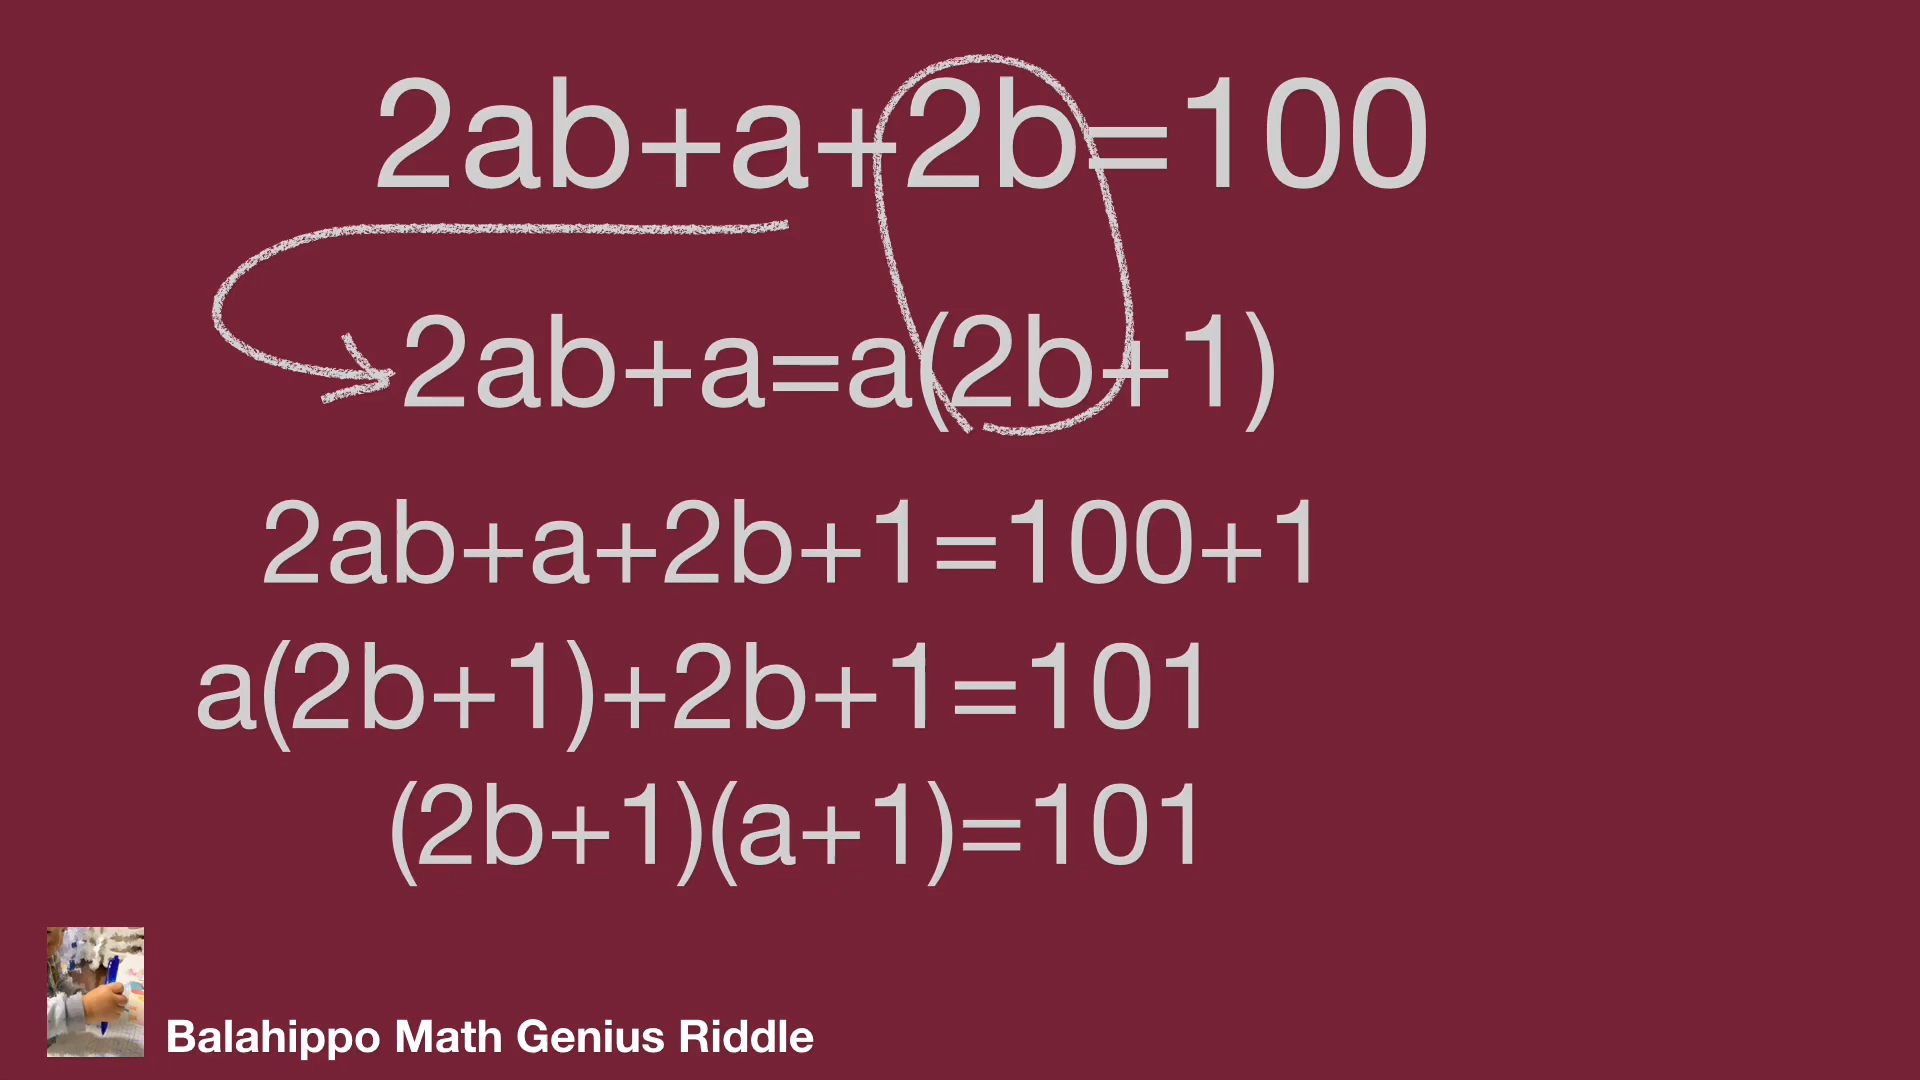 2ab+a+2b=100
2ab+a=a(2b+1)
2ab+a+2b+1=100+1
a(2b+1)+2b+1=101
(2b+1)(a+1)=101
Balahippo Math Genius Riddle